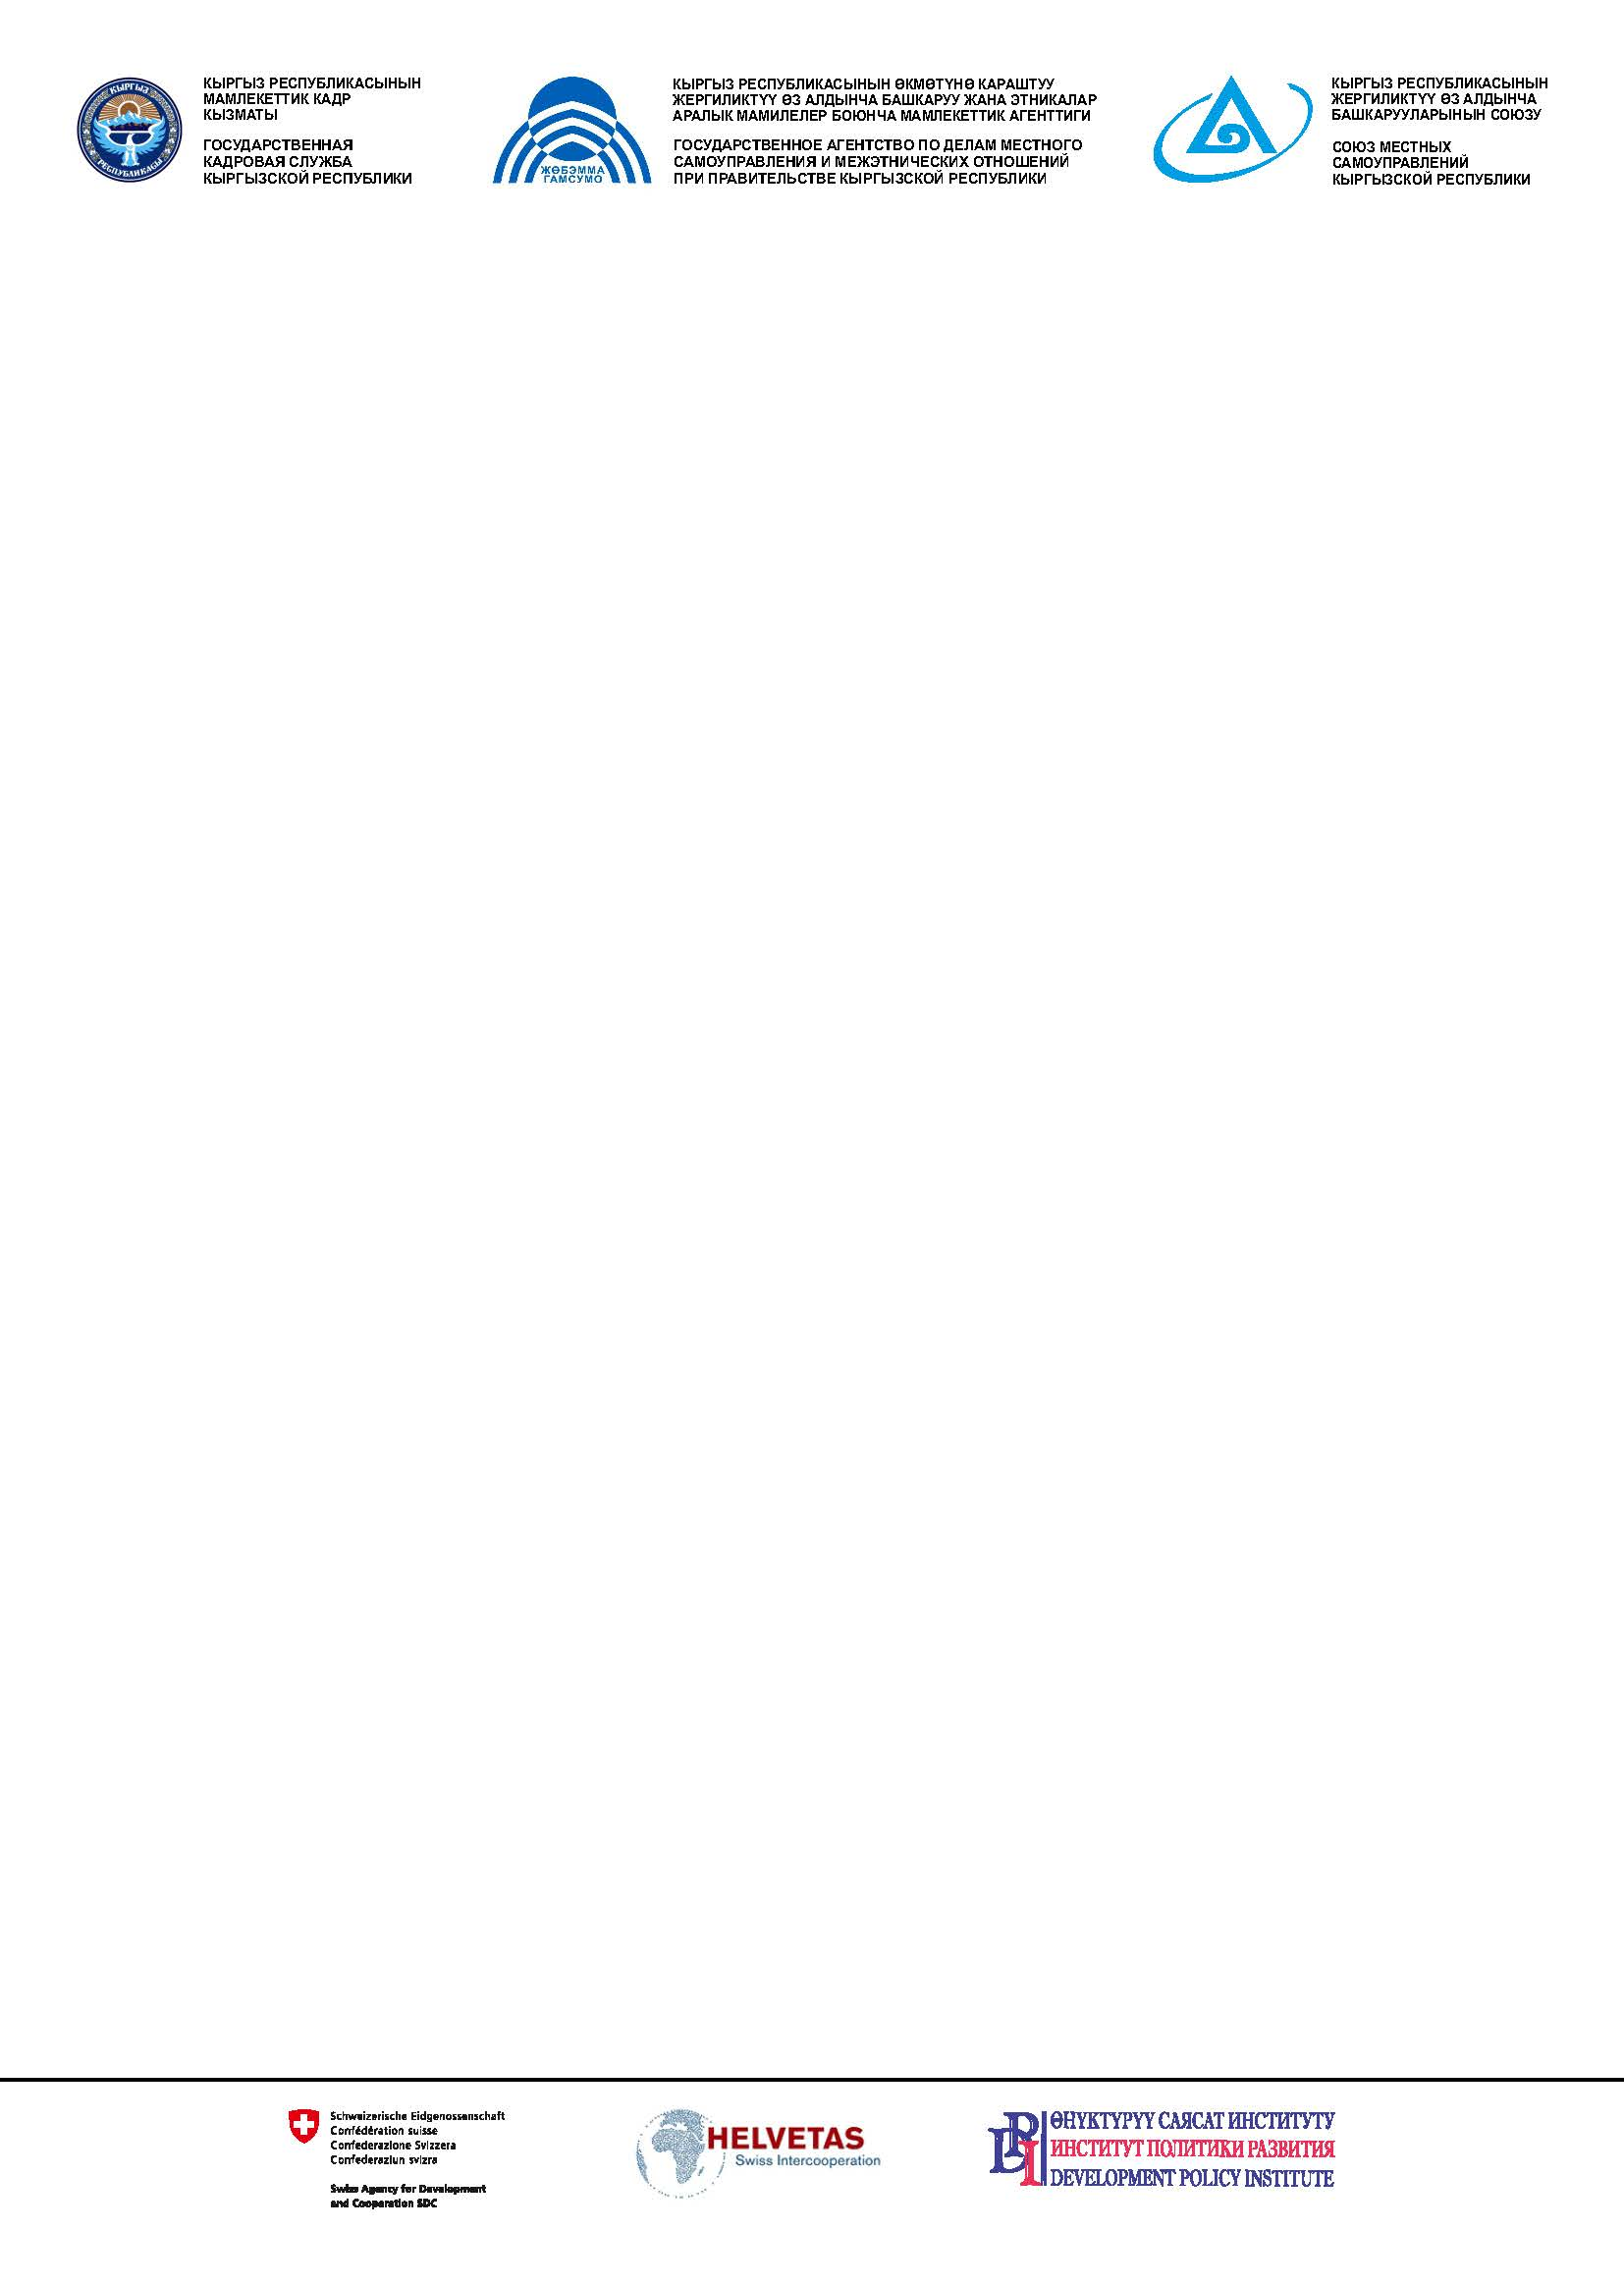 КЫРГЫЗ
РЕСПУБЛИКАСЫ
КЫРГЫЗ РЕСПУБЛИКАСЫНЫН
МАМЛЕКЕТТИК КАДР
КЫЗМАТЫ
ГОСУДАРСТВЕННАЯ
КАДРОВАЯ СЛУЖБА
КЫРГЫЗСКОЙ РЕСПУБЛИКИ
ЖӨБЭММА
ГАМСУМО
КЫРГЫЗ РЕСПУБЛИКАСЫНЫН ӨКМӨТҮНӨ КАРАШТУУ
ЖЕРГИЛИКТҮҮ ӨЗ АЛДЫНЧА БАШКАРУУ ЖАНА ЭТНИКАЛАР
АРАЛЫК МАМИЛЕЛЕР БОЮНЧА МАМЛЕКЕТТИК АГЕНТТИГИ
ГОСУДАРСТВЕННОЕ АГЕНТСТВО ПО ДЕЛАМ МЕСТНОГО
САМОУПРАВЛЕНИЯ И МЕЖЭТНИЧЕСКИХ ОТНОШЕНИЙ
ПРИ ПРАВИТЕЛЬСТВЕ КЫРГЫЗСКОЙ РЕСПУБЛИКИ
КЫРГЫЗ РЕСПУБЛИКАСЫНЫН
ЖЕРГИЛИКТҮҮ ӨЗ АЛДЫНЧА
БАШКАРУУЛАРЫНЫН СОЮЗУ
СОЮЗ МЕСТНЫХ
САМОУПРАВЛЕНИЙ
КЫРГЫЗСКОЙ РЕСПУБЛИКИ
Schweizerische Eidgenossenschaft
Confédération suisse
Confederazione Svizzera
Confederaziun svizra
Swiss Agency for Development
and Cooperation SDC
HELVETAS
Swiss Intercooperation
DPI
ӨНҮКТҮРҮҮ САЯСАТ ИНСТИТУТУ
ИНСТИТУТ ПОЛИТИКИ РАЗВИТИЯ
DEVELOPMENT POLICY INSTITUTE